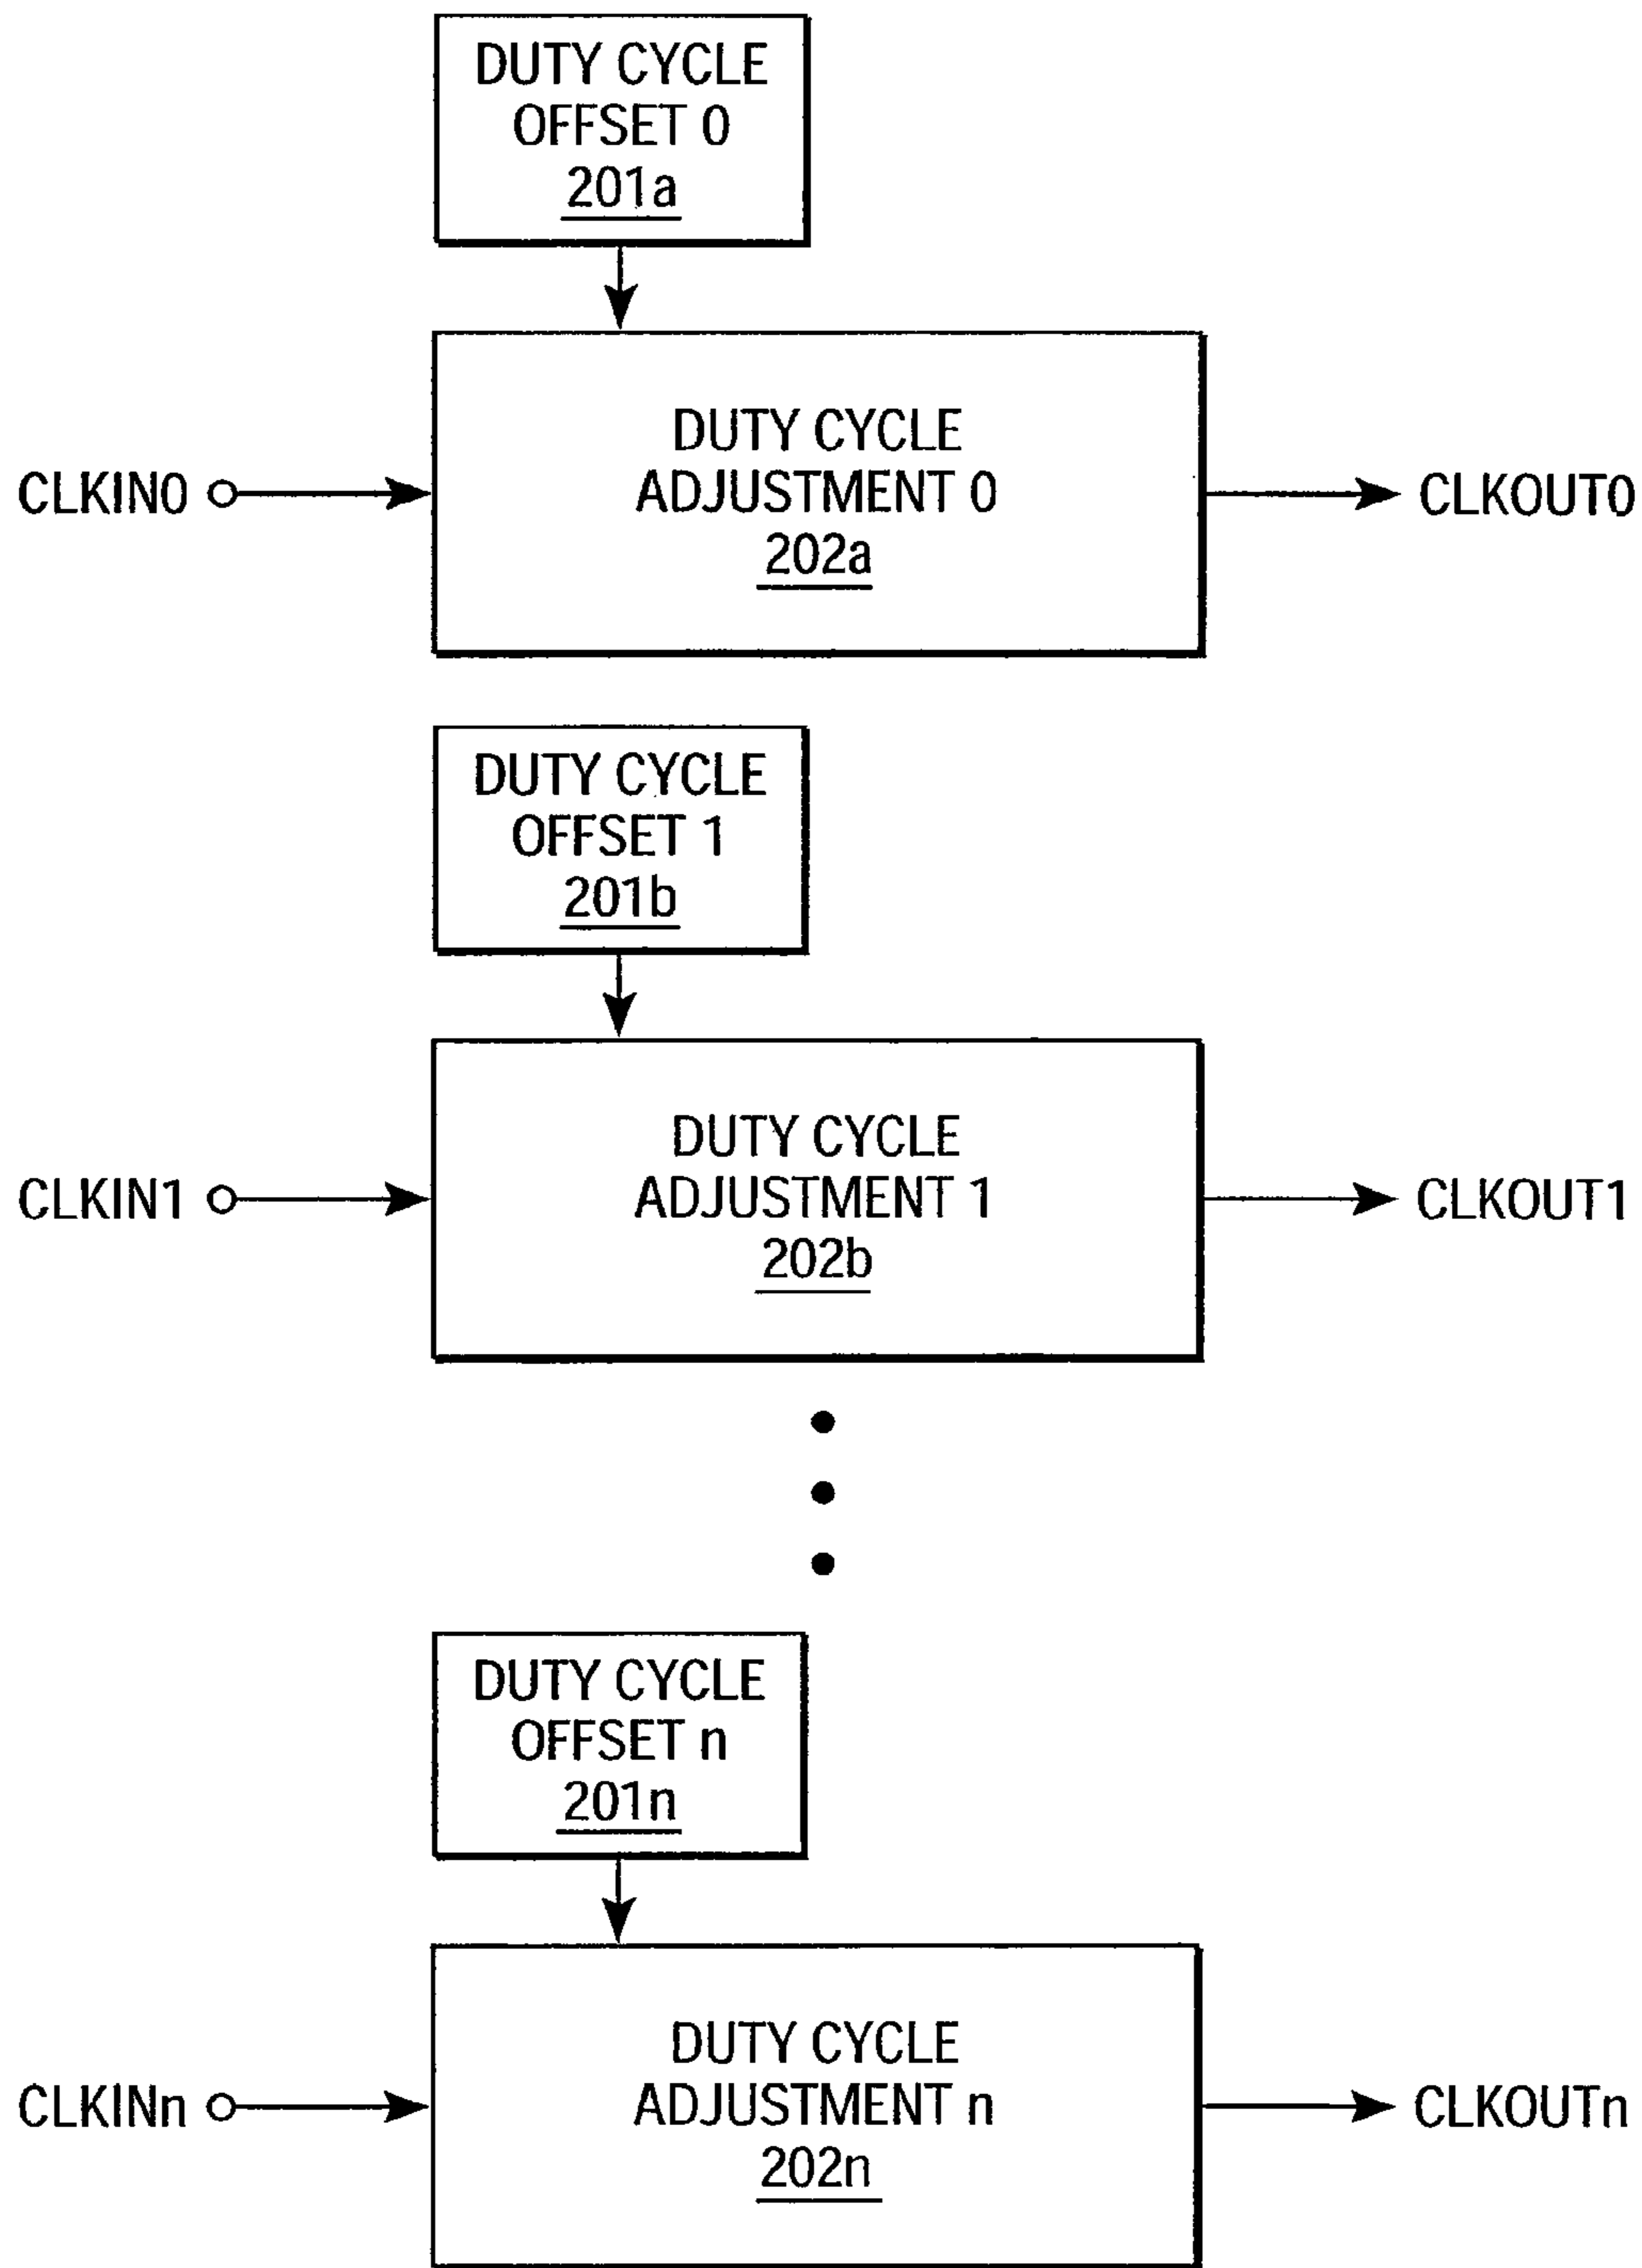 DUTY CYCLE
OFFSET 0
201a
DUTY CYCLE
ADJUSTMENT 0
202a
CLKIN0
CLKOUT0
DUTY CYCLE
OFFSET 1
201b
DUTY CYCLE
ADJUSTMENT 1
202b
CLKIN1
CLKOUT1
DUTY CYCLE
OFFSET n
201n
DUTY CYCLE
ADJUSTMENT n
202n
CLKINn
CLKOUTn